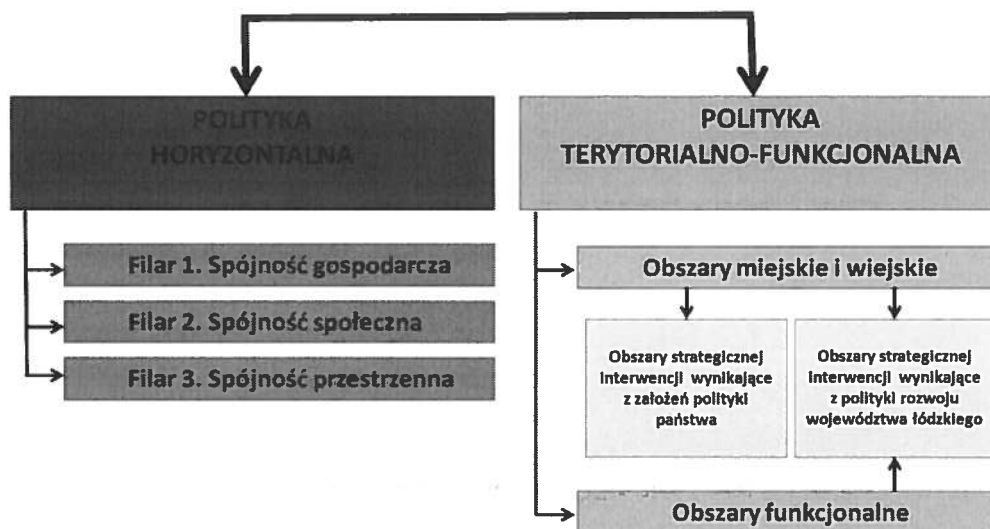 POLITYKA
HORYZONTALNA
Filar 1. Spójność gospodarcza
Filar 2. Spójność społeczna
Filar 3. Spójność przestrzenna
POLITYKA
TERYTORIALNO-FUNKCJONALNA
Obszary miejskie i wiejskie
Obszary strategicznej
interwencji wynikające
z założeń polityki
państwa
Obszary strategicznej
interwencji wynikające
z polityki rozwoju
województwa łódzkiego
Obszary funkcjonalne